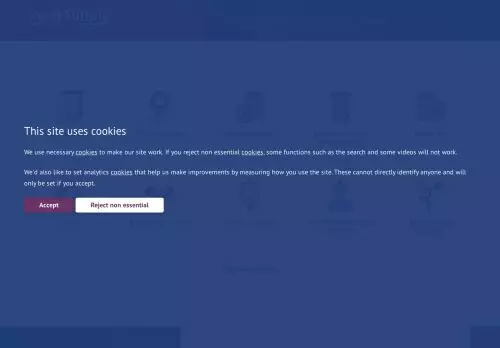 This site uses cookies
We use necessary cookies to make our site work. If you reject non essential cookies, some functions such as the search and some videos will not work.
We'd also like to set analytics cookies that help us make improvements by measuring how you use the site. These cannot directly identify anyone and will
only be set if you accept.
Accept
Reject non essential